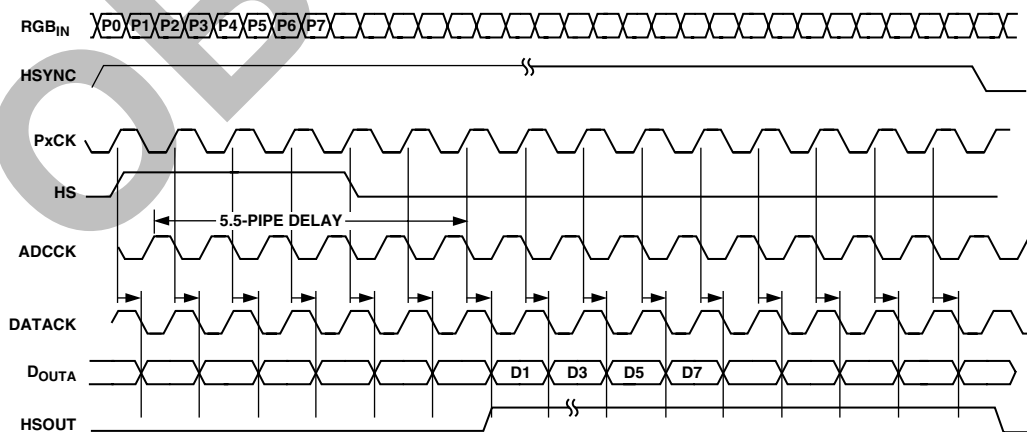 RGBIN P0 P1 P2 P3 P4 P5 P6 P7
HSYNC
PxCK
HS
5.5-PIPE DELAY
ADCCK
DATACK
DOUTA D1 D3 D5 D7
HSOUT